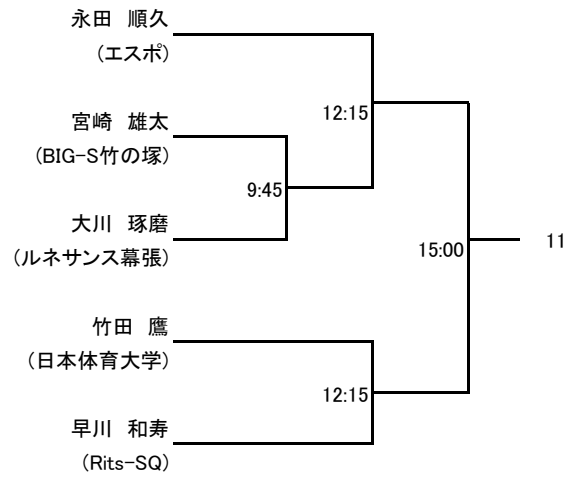 永田　順久
(エスポ)
12:15
宮崎　雄太
(BIG-S竹の塚)
9:45
大川　琢磨
(ルネサンス幕張)
15:00
11
竹田　鷹
(日本体育大学)
12:15
早川　和寿
(Rits-SQ)